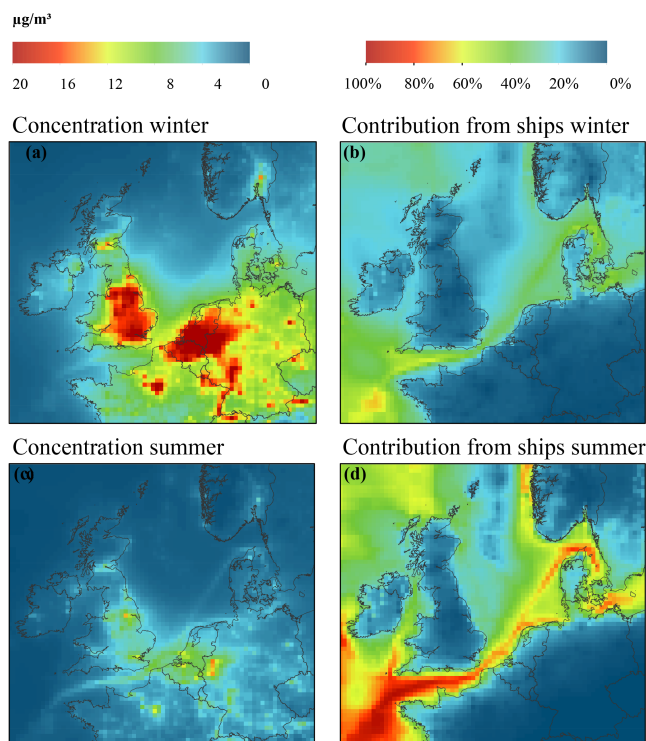 µg/m³
20 16 12 8 4 0
100% 80% 60% 40% 20% 0%
Concentration winter
Contribution from ships winter
(a)
(b)
Concentration summer
Contribution from ships summer
(d)